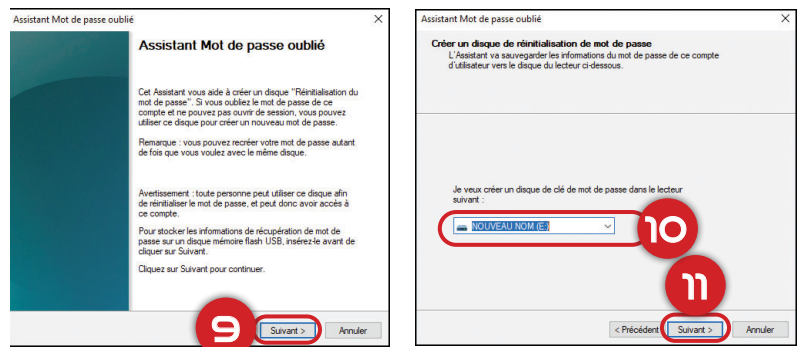 Assistant Mot de passe oublié
Assistant Mot de passe oublié
Cet Assistant vous aide à créer un disque "Réinitialisation du
mot de passe". Si vous oubliez le mot de passe de ce
compte et ne pouvez pas ouvrir de session, vous pouvez
utiliser ce disque pour créer un nouveau mot de passe.
Remarque : vous pouvez recréer votre mot de passe autant
de fois que vous voulez avec le même disque.
Avertissement : toute personne peut utiliser ce disque afin
de réinitialiser le mot de passe, et peut donc avoir accès à
ce compte.
Pour stocker les informations de récupération de mot de
passe sur un disque mémoire flash USB, insérez-le avant de
cliquer sur Suivant.
Cliquez sur Suivant pour continuer.
9
Suivant >
Annuler
Assistant Mot de passe oublié
Créer un disque de réinitialisation de mot de passe
L'Assistant va sauvegarder les informations du mot de passe de ce compte
d'utilisateur vers le disque du lecteur ci-dessous.
Je veux créer un disque de clé de mot de passe dans le lecteur
suivant :
NOUVEAU NOM (E:)
10
11
< Précédent
Suivant >
Annuler